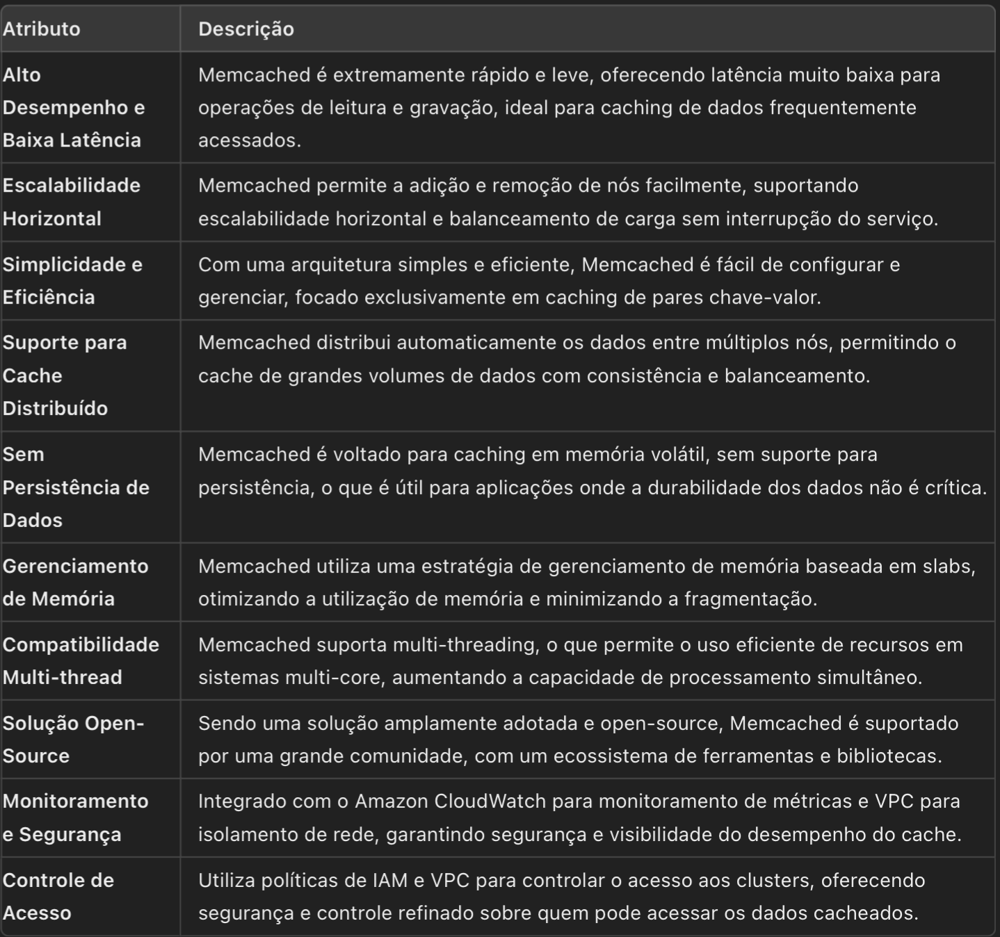 Atributo
Descrição
Alto
Desempenho e
Baixa Latência
Memcached é extremamente rápido e leve, oferecendo latência muito baixa para
operações de leitura e gravação, ideal para caching de dados frequentemente
acessados.
Escalabilidade
Horizontal
Memcached permite a adição e remoção de nós facilmente, suportando
escalabilidade horizontal e balanceamento de carga sem interrupção do serviço.
Simplicidade e
Eficiência
Com uma arquitetura simples e eficiente, Memcached é fácil de configurar e
gerenciar, focado exclusivamente em caching de pares chave-valor.
Suporte para
Cache
Distribuído
Memcached distribui automaticamente os dados entre múltiplos nós, permitindo o
cache de grandes volumes de dados com consistência e balanceamento.
Sem
Persistência de
Dados
Memcached é voltado para caching em memória volátil, sem suporte para
persistência, o que é útil para aplicações onde a durabilidade dos dados não é crítica.
Gerenciamento
de Memória
Memcached utiliza uma estratégia de gerenciamento de memória baseada em slabs,
otimizando a utilização de memória e minimizando a fragmentação.
Compatibilidade
Multi-thread
Memcached suporta multi-threading, o que permite o uso eficiente de recursos em
sistemas multi-core, aumentando a capacidade de processamento simultâneo.
Solução Open-
Source
Sendo uma solução amplamente adotada e open-source, Memcached é suportado
por uma grande comunidade, com um ecossistema de ferramentas e bibliotecas.
Monitoramento
e Segurança
Integrado com o Amazon CloudWatch para monitoramento de métricas e VPC para
isolamento de rede, garantindo segurança e visibilidade do desempenho do cache.
Controle de
Acesso
Utiliza políticas de IAM e VPC para controlar o acesso aos clusters, oferecendo
segurança e controle refinado sobre quem pode acessar os dados cacheados.